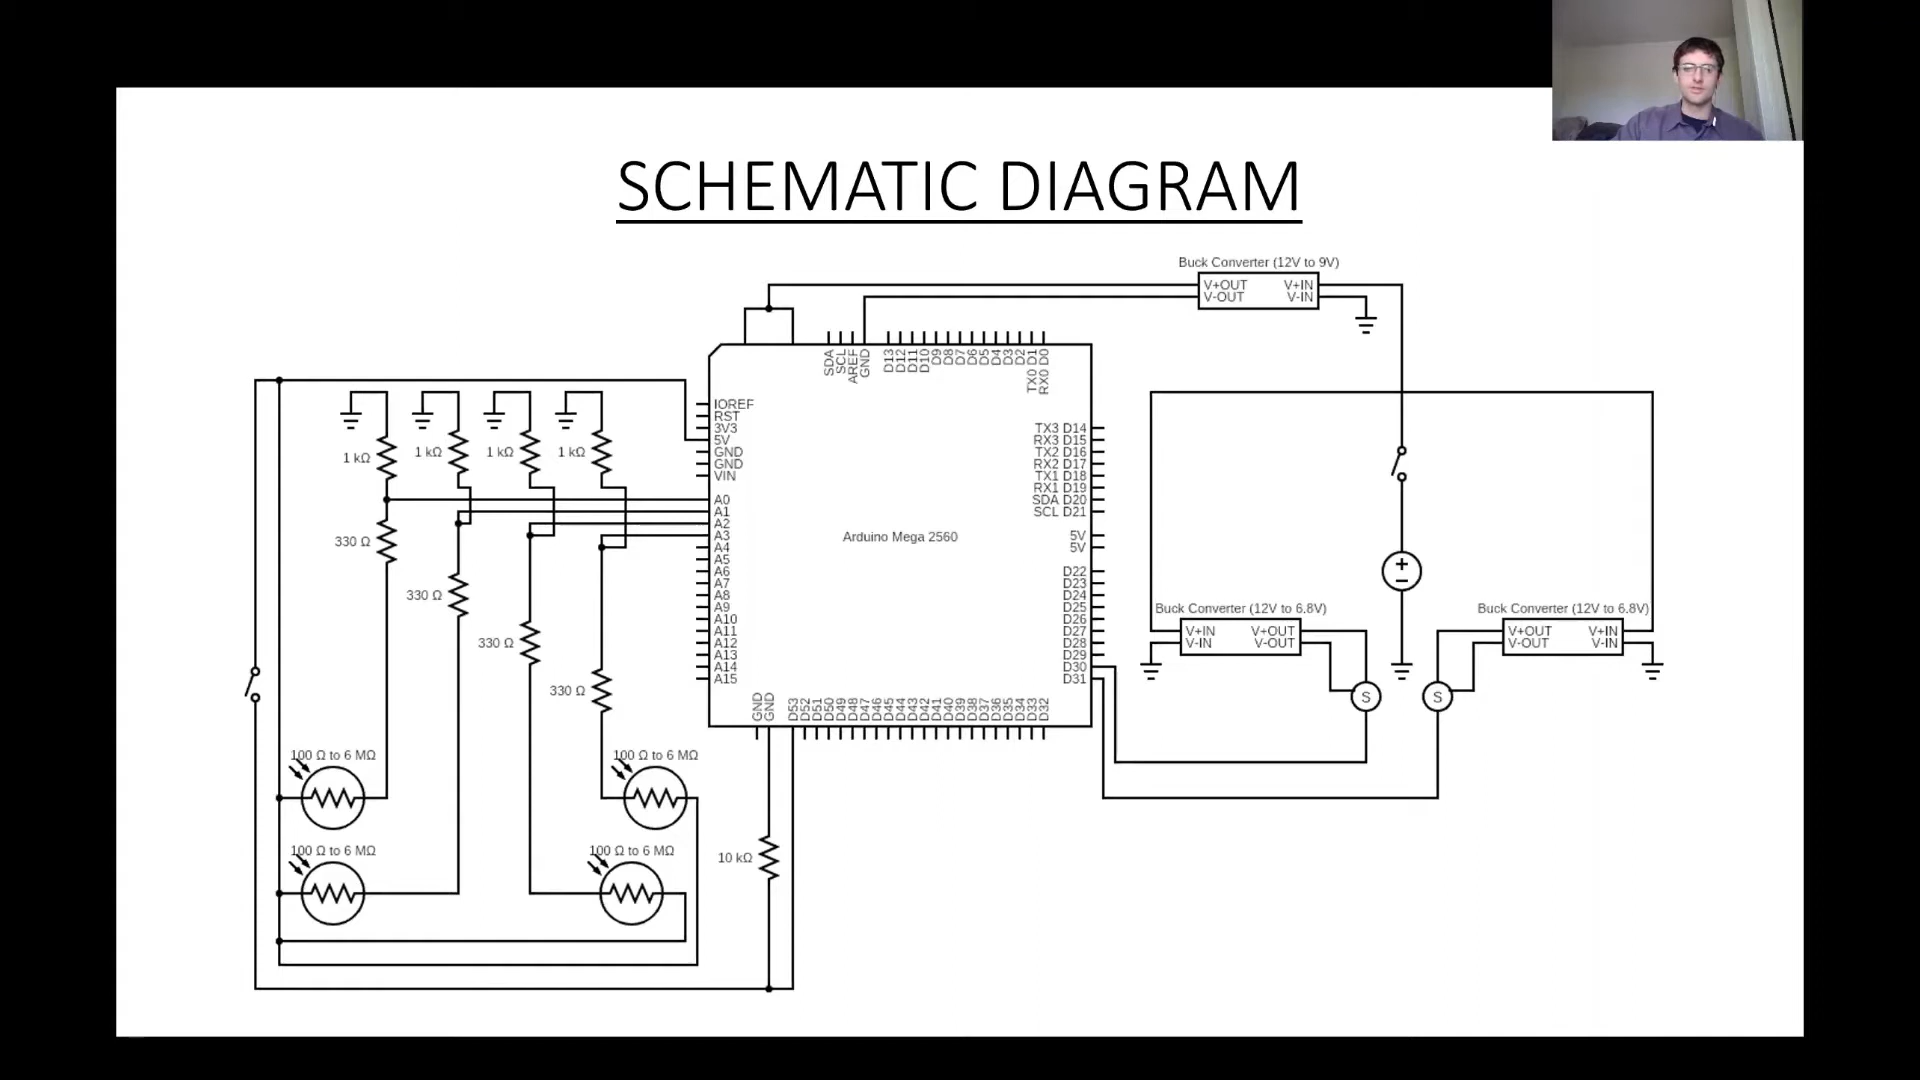 SCHEMATIC DIAGRAM
Buck Converter (12V to 9V)
V+OUT V+IN
V-OUT V-IN
SDA
SCL
AREF
GND
D13
D12
D11
D10
D9
D8
D7
D6
D5
D4
D3
D2
TX0 D1
RX0 D0
IOREF
RST
3V3
5V
GND
GND
VIN
A0
A1
A2
A3
A4
A5
A6
A7
A8
A9
A10
A11
A12
A13
A14
A15
Arduino Mega 2560
TX3 D14
RX3 D15
TX2 D16
RX2 D17
TX1 D18
RX1 D19
SDA D20
SCL D21
5V
5V
D22
D23
D24
D25
D26
D27
D28
D29
D30
D31
GND
GND
D53
D52
D51
D50
D49
D48
D47
D46
D45
D44
D43
D42
D41
D40
D39
D38
D37
D36
D35
D34
D33
D32
1 kΩ
1 kΩ
1 kΩ
1 kΩ
330 Ω
330 Ω
330 Ω
330 Ω
100 Ω to 6 MΩ
100 Ω to 6 MΩ
100 Ω to 6 MΩ
100 Ω to 6 MΩ
10 kΩ
Buck Converter (12V to 6.8V)
V+IN V+OUT
V-IN V-OUT
Buck Converter (12V to 6.8V)
V+OUT V+IN
V-OUT V-IN
S
S